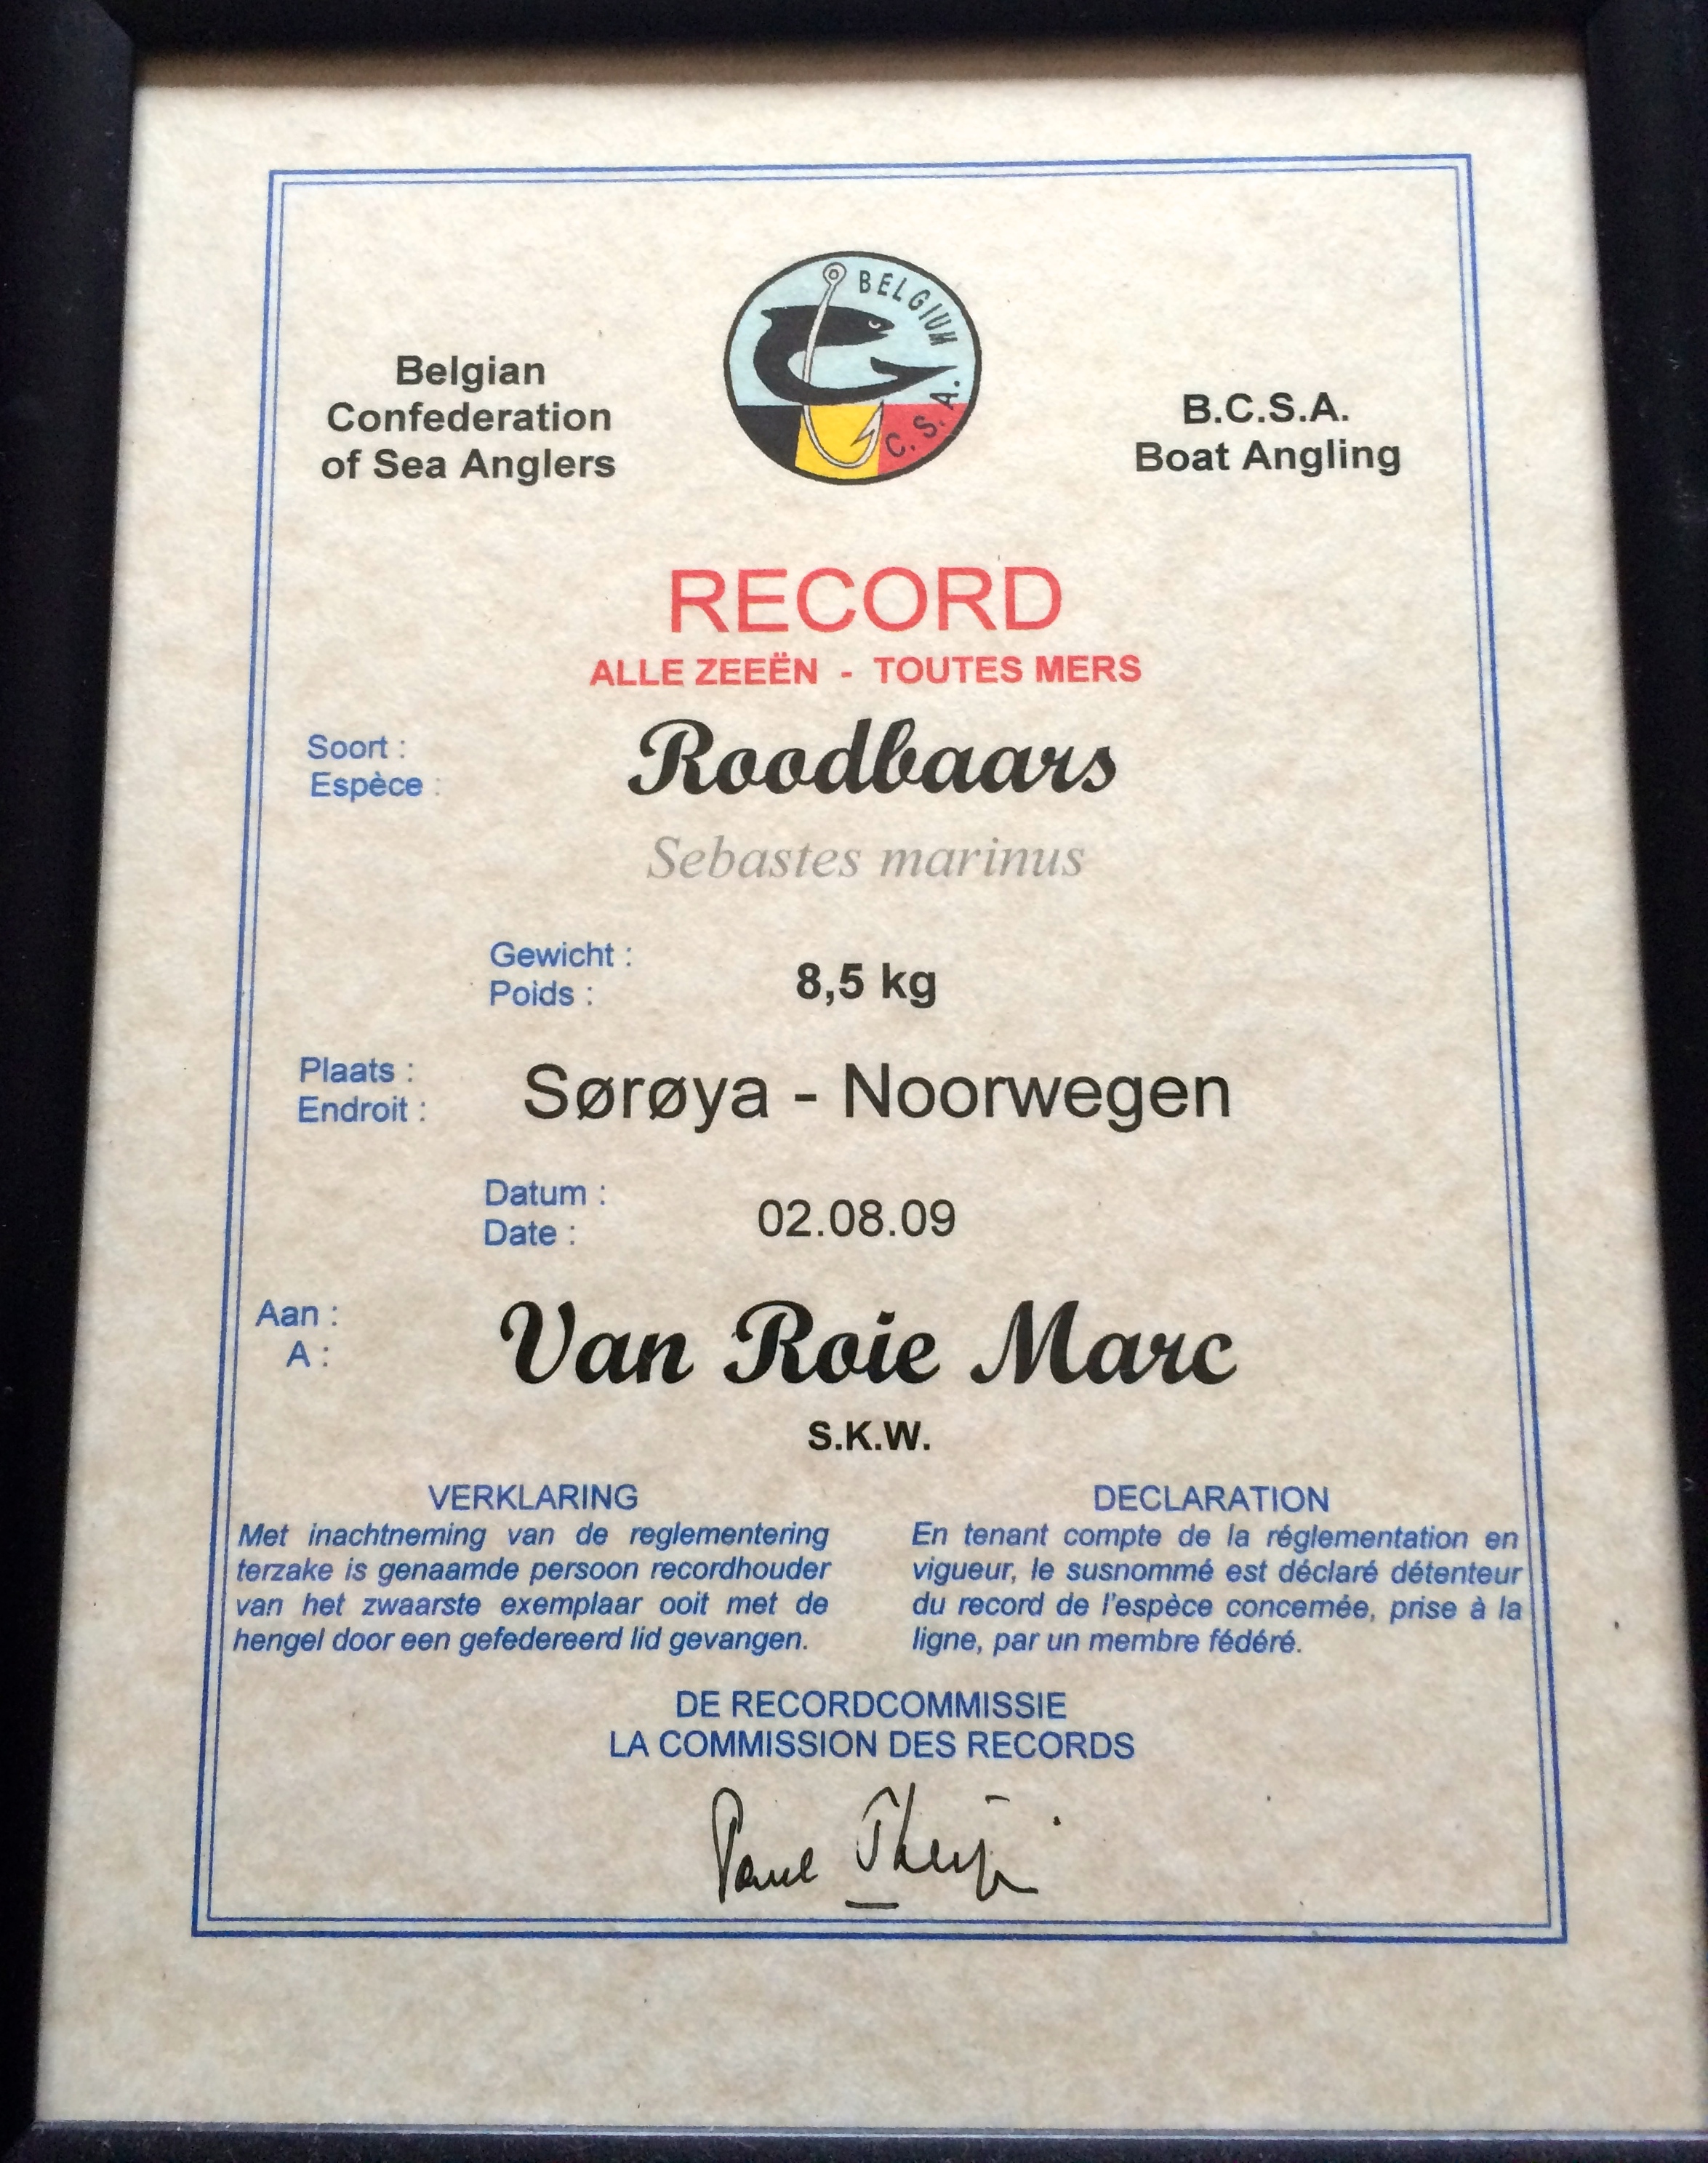 BELGIUM
C.S.A.
Belgian
Confederation
of Sea Anglers
B.C.S.A.
Boat Angling
RECORD
ALLE ZEEËN - TOUTES MERS
Soort :
Espèce :
Roodbaars
Sebastes marinus
Gewicht :
Poids :
8,5 kg
Plaats :
Endroit :
Sørøya - Noorwegen
Datum :
Date :
02.08.09
Aan :
A :
Van Roie Marc
S.K.W.
VERKLARING
Met inachtneming van de reglementering
terzake is genaamde persoon recordhouder
van het zwaarste exemplaar ooit met de
hengel door een gefedereerd lid gevangen.
DECLARATION
En tenant compte de la réglementation en
vigueur, le susnommé est déclaré détenteur
du record de l'espèce concernée, prise à la
ligne, par un membre fédéré.
DE RECORDCOMMISSIE
LA COMMISSION DES RECORDS
Paul